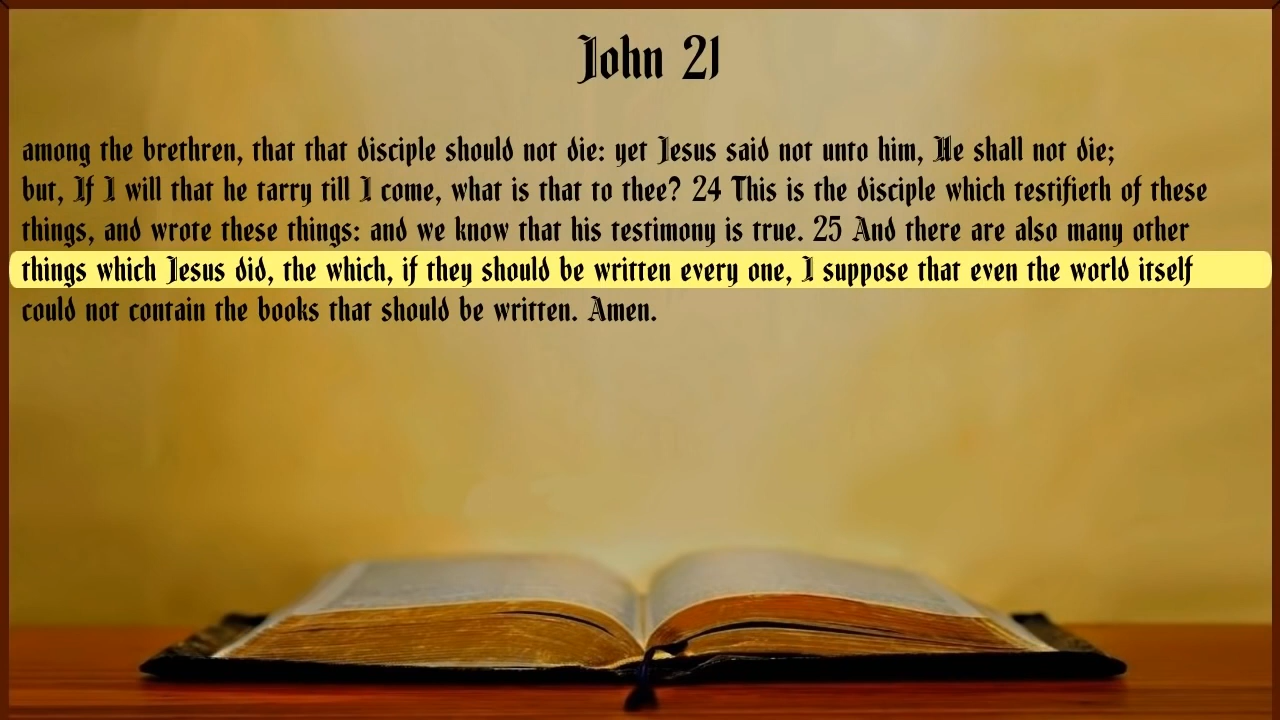 John 21
among the brethren, that that disciple should not die: yet Jesus said not unto him, He shall not die;
but, If I will that he tarry till I come, what is that to thee? 24 This is the disciple which testifieth of these
things, and wrote these things: and we know that his testimony is true. 25 And there are also many other
things which Jesus did, the which, if they should be written every one, I suppose that even the world itself
could not contain the books that should be written. Amen.